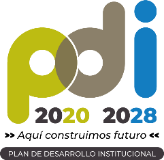 pdi
2020 2028
›› Aquí construimos futuro ‹‹
PLAN DE DESARROLLO INSTITUCIONAL